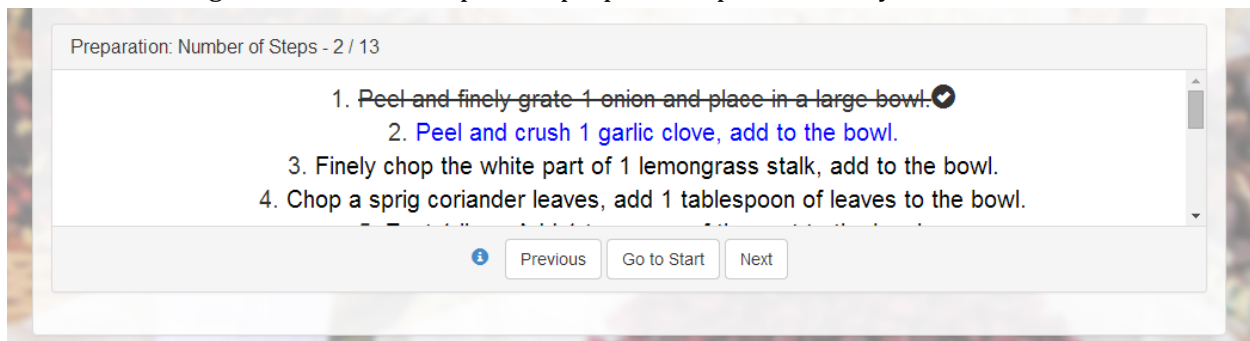 Preparation: Number of Steps - 2 / 13
1. Peel and finely grate 1 onion and place in a large bowl.
2. Peel and crush 1 garlic clove, add to the bowl.
3. Finely chop the white part of 1 lemongrass stalk, add to the bowl.
4. Chop a sprig coriander leaves, add 1 tablespoon of leaves to the bowl.
Previous Go to Start Next